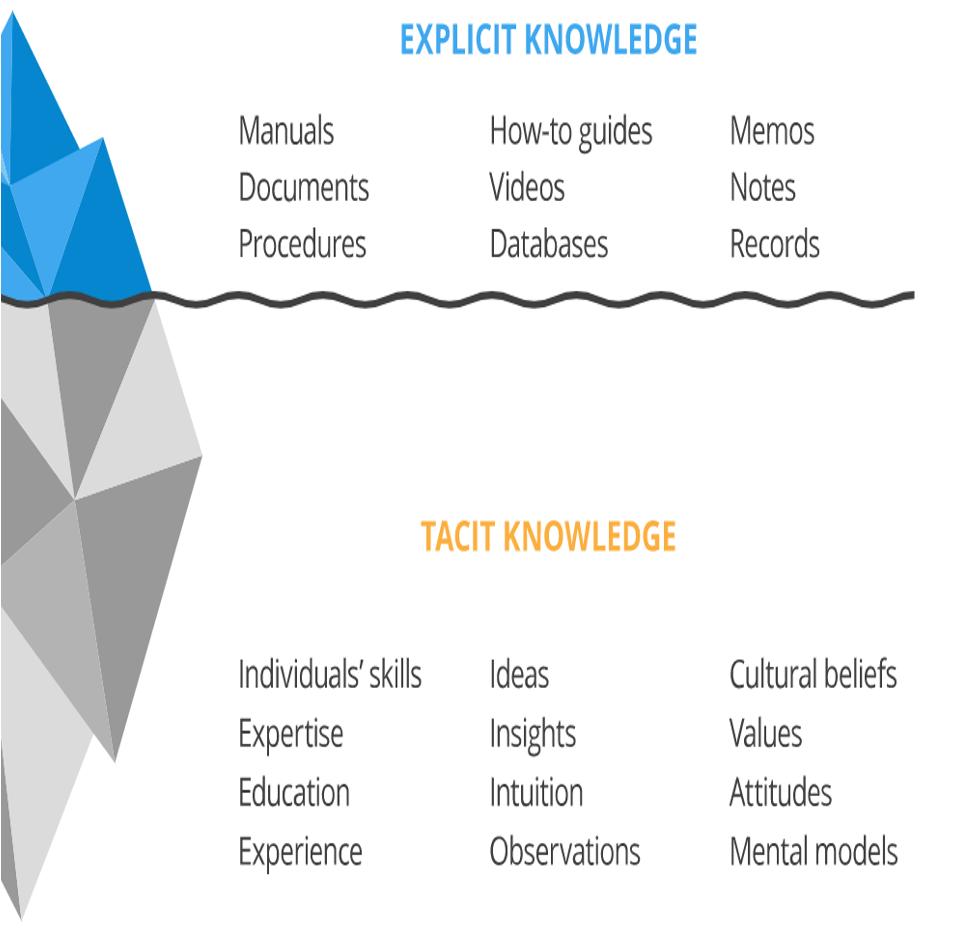 EXPLICIT KNOWLEDGE
Manuals How-to guides Memos
Documents Videos Notes
Procedures Databases Records
TACIT KNOWLEDGE
Individuals’ skills Ideas Cultural beliefs
Expertise Insights Values
Education Intuition Attitudes
Experience Observations Mental models